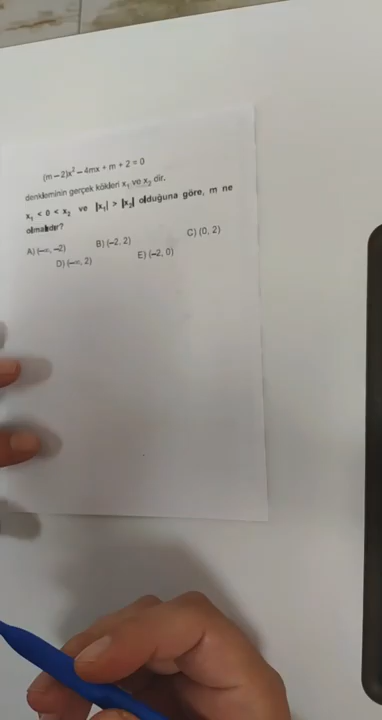 (m – 2)x² – 4mx + m + 2 = 0
denkleminin gerçek kökleri x₁ ve x₂ dir.
x₁ < 0 < x₂ ve |x₁| > |x₂| olduğuna göre, m ne
olmalıdır?
A) (–∞, –2) B) (–2, 2) C) (0, 2)
D) (–∞, 2) E) (–2, 0)